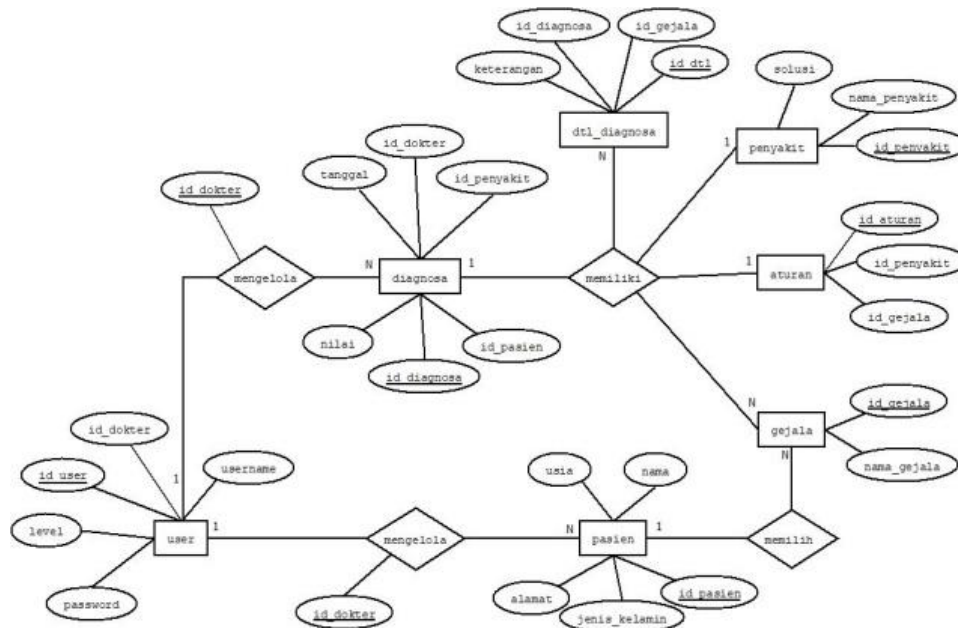 id_diagnosa
id_gejala
keterangan
id_dtl
solusi
nama_penyakit
id_penyakit
dtl_diagnosa
penyakit
N
1
id_dokter
tanggal
id_penyakit
id_dokter
id_aturan
id_penyakit
id_gejala
mengelola
N
diagnosa
1
memiliki
1
aturan
nilai
id_pasien
id_diagnosa
N
id_gejala
gejala
nama_gejala
N
id_dokter
id_user
username
level
1
user
1
password
mengelola
id_dokter
usia
nama
N
pasien
1
memilih
alamat
id_pasien
jenis_kelamin